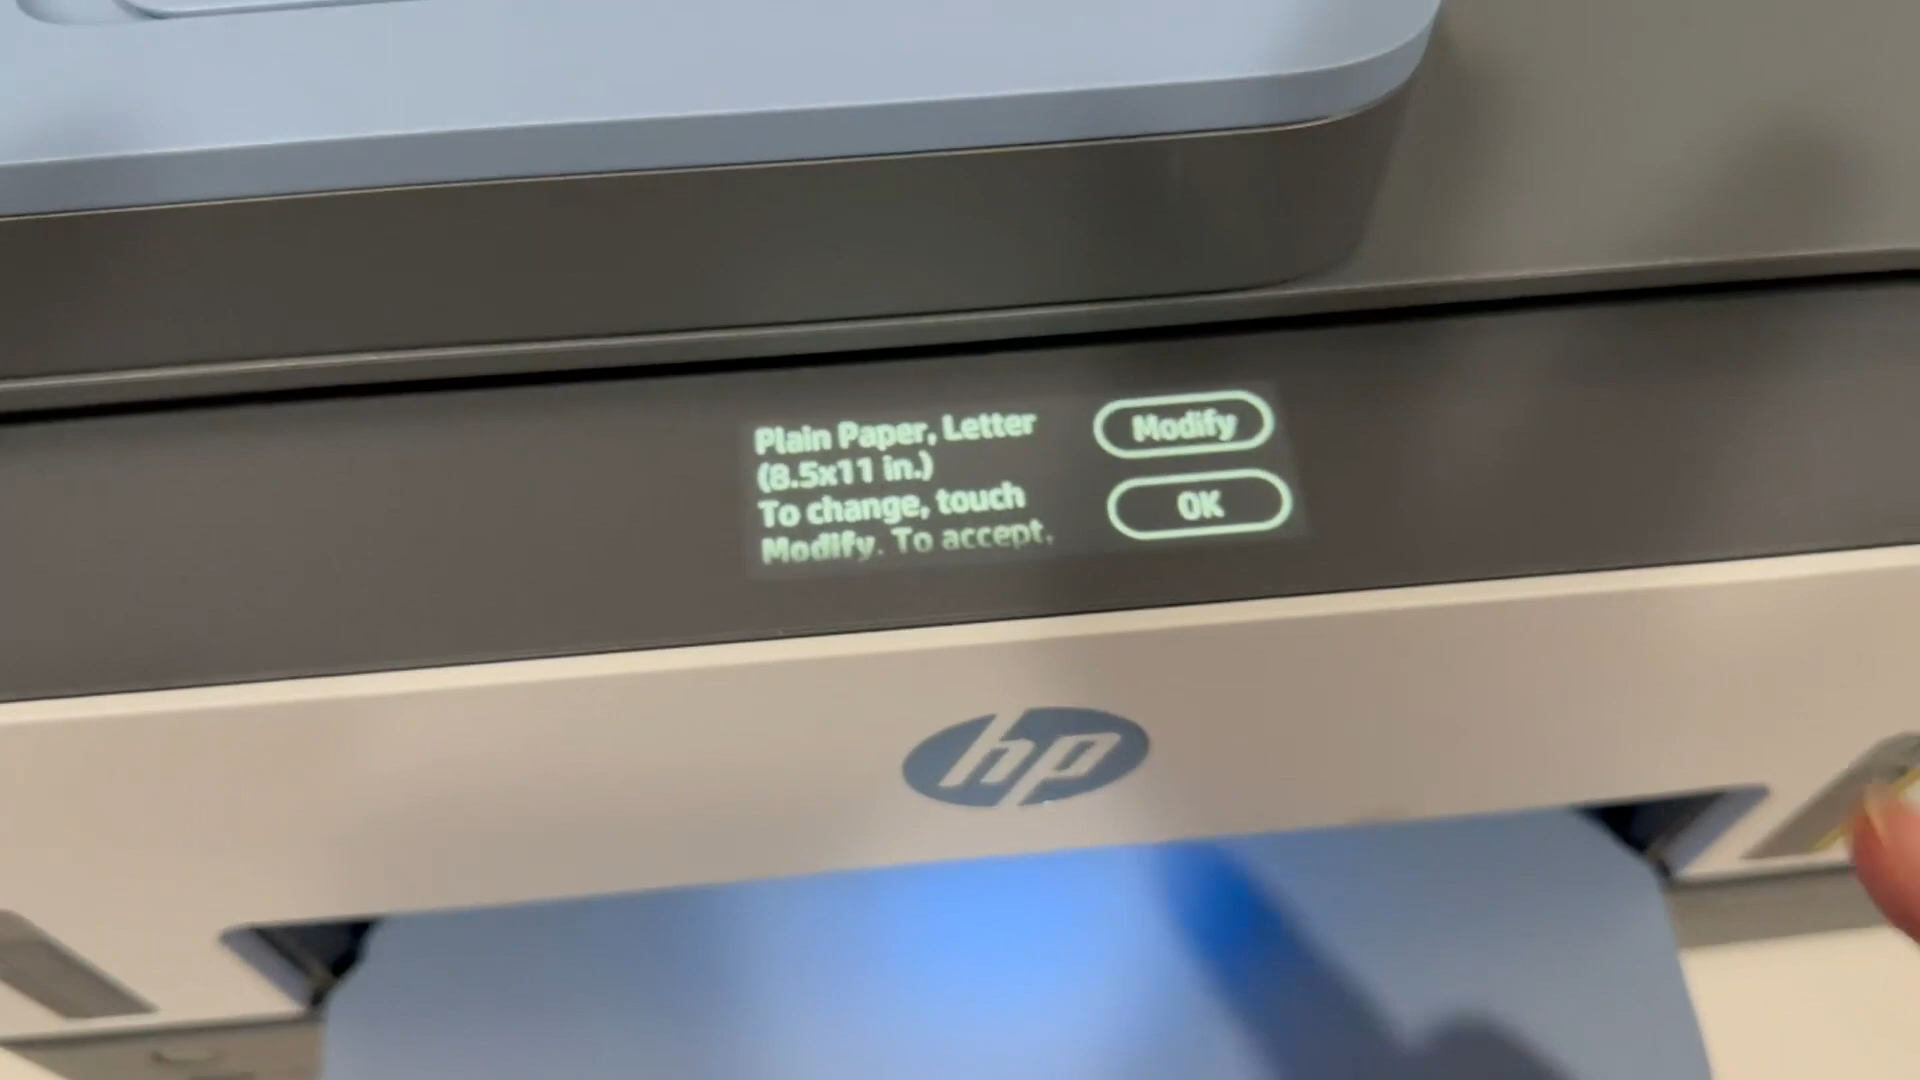 Plain Paper, Letter
(8.5x11 in.)
To change, touch
Modify. To accept,
Modify
OK
hp